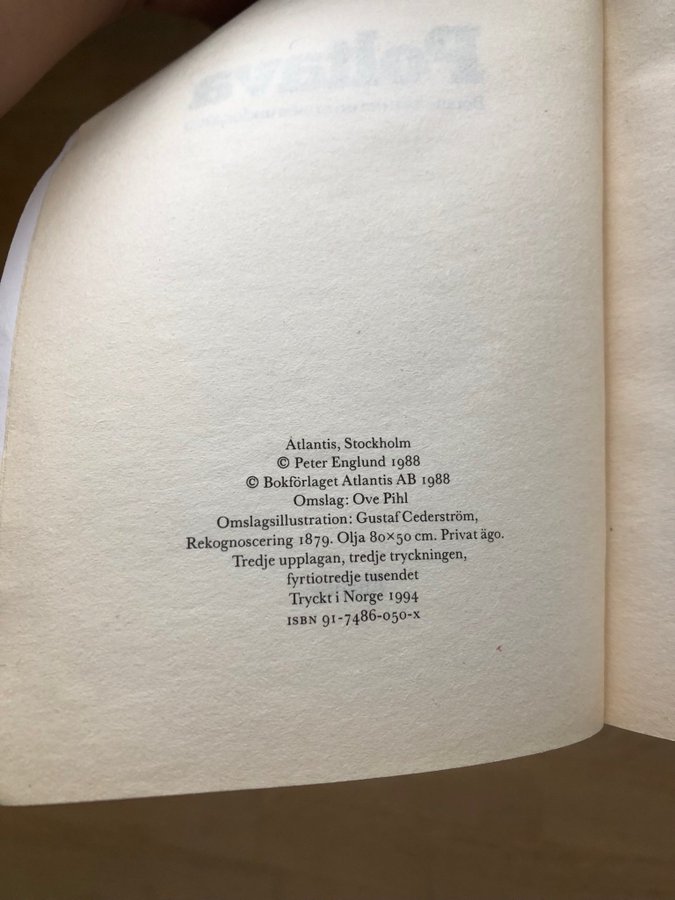 Poltava
Atlantis, Stockholm
© Peter Englund 1988
© Bokförlaget Atlantis AB 1988
Omslag: Ove Pihl
Omslagsillustration: Gustaf Cederström,
Rekognoscering 1879. Olja 80×50 cm. Privat ägo.
Tredje upplagan, tredje tryckningen,
fyrtiotredje tusendet
Tryckt i Norge 1994
ISBN 91-7486-050-x